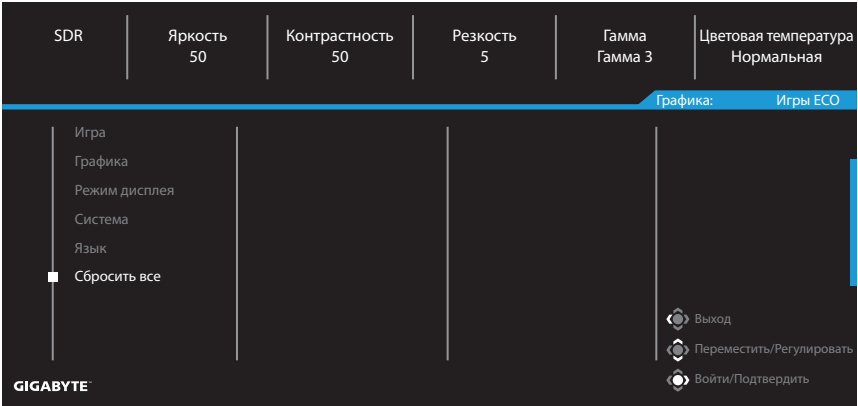 SDR
Яркость
50
Контрастность
50
Резкость
5
Гамма
Гамма 3
Цветовая температура
Нормальная
Графика: Игры ECO
Игра
Графика
Режим дисплея
Система
Язык
Сбросить все
Выход
Переместить/Регулировать
Войти/Подтвердить
GIGABYTE™